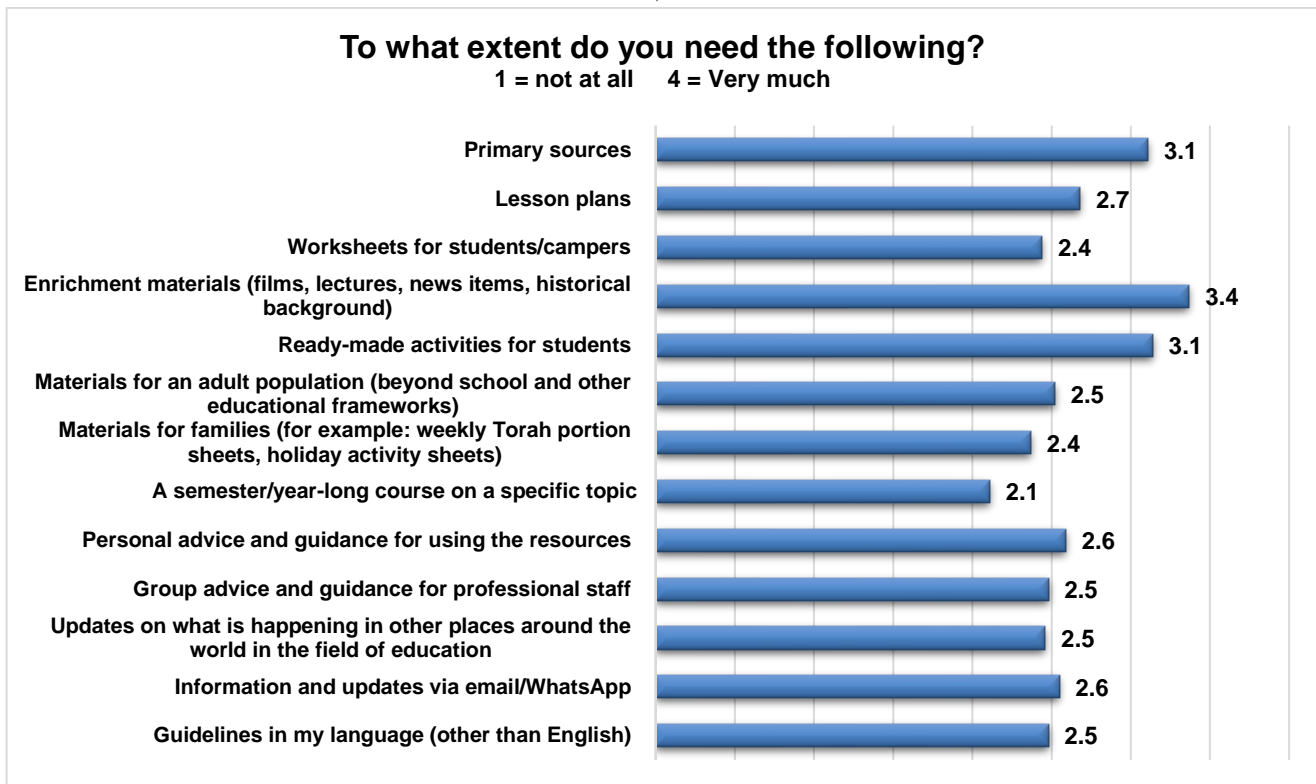 To what extent do you need the following?
1 = not at all 4 = Very much
Primary sources 3.1
Lesson plans 2.7
Worksheets for students/campers 2.4
Enrichment materials (films, lectures, news items, historical
background) 3.4
Ready-made activities for students 3.1
Materials for an adult population (beyond school and other
educational frameworks) 2.5
Materials for families (for example: weekly Torah portion
sheets, holiday activity sheets) 2.4
A semester/year-long course on a specific topic 2.1
Personal advice and guidance for using the resources 2.6
Group advice and guidance for professional staff 2.5
Updates on what is happening in other places around the
world in the field of education 2.5
Information and updates via email/WhatsApp 2.6
Guidelines in my language (other than English) 2.5